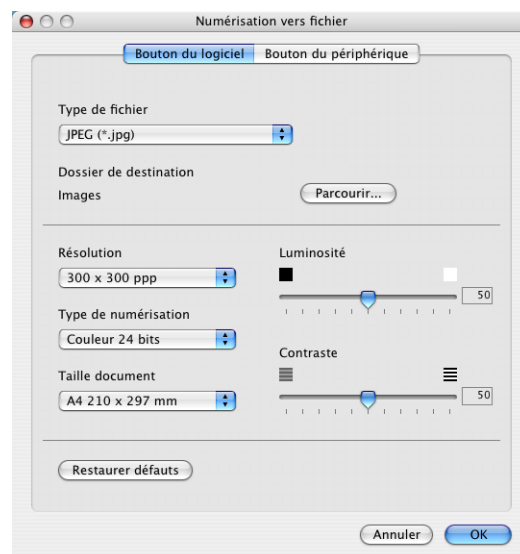 Numérisation vers fichier
Bouton du logiciel Bouton du périphérique
Type de fichier
JPEG (*.jpg)
Dossier de destination
Images Parcourir...
Résolution Luminosité
300 x 300 ppp
50
Type de numérisation
Couleur 24 bits
Contraste
Taille document
A4 210 x 297 mm 50
Restaurer défauts
Annuler OK